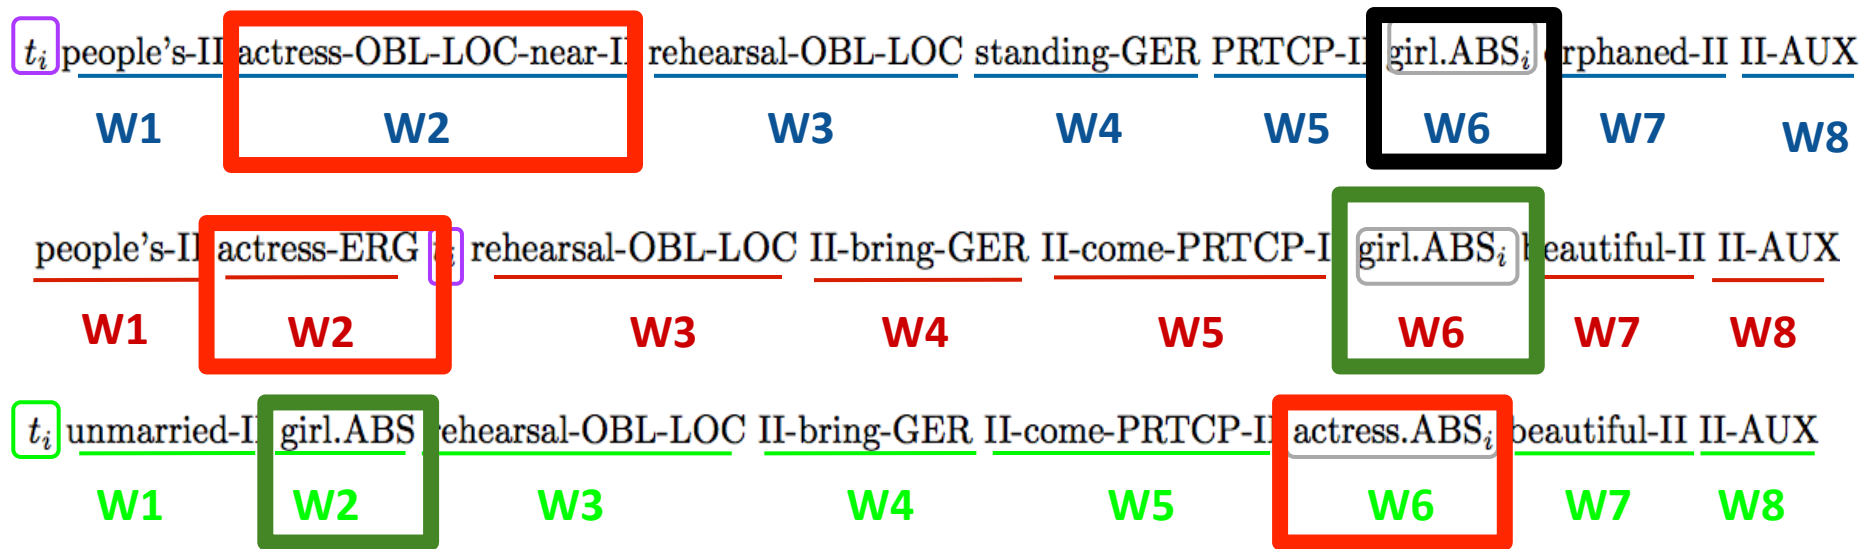 tᵢ people's-II actress-OBL-LOC-near-II rehearsal-OBL-LOC standing-GER PRTCP-II girl.ABSᵢ orphaned-II II-AUX
W1 W2 W3 W4 W5 W6 W7 W8
people's-II actress-ERG tᵢ rehearsal-OBL-LOC II-bring-GER II-come-PRTCP-II girl.ABSᵢ beautiful-II II-AUX
W1 W2 W3 W4 W5 W6 W7 W8
tᵢ unmarried-II girl.ABS rehearsal-OBL-LOC II-bring-GER II-come-PRTCP-II actress.ABSᵢ beautiful-II II-AUX
W1 W2 W3 W4 W5 W6 W7 W8